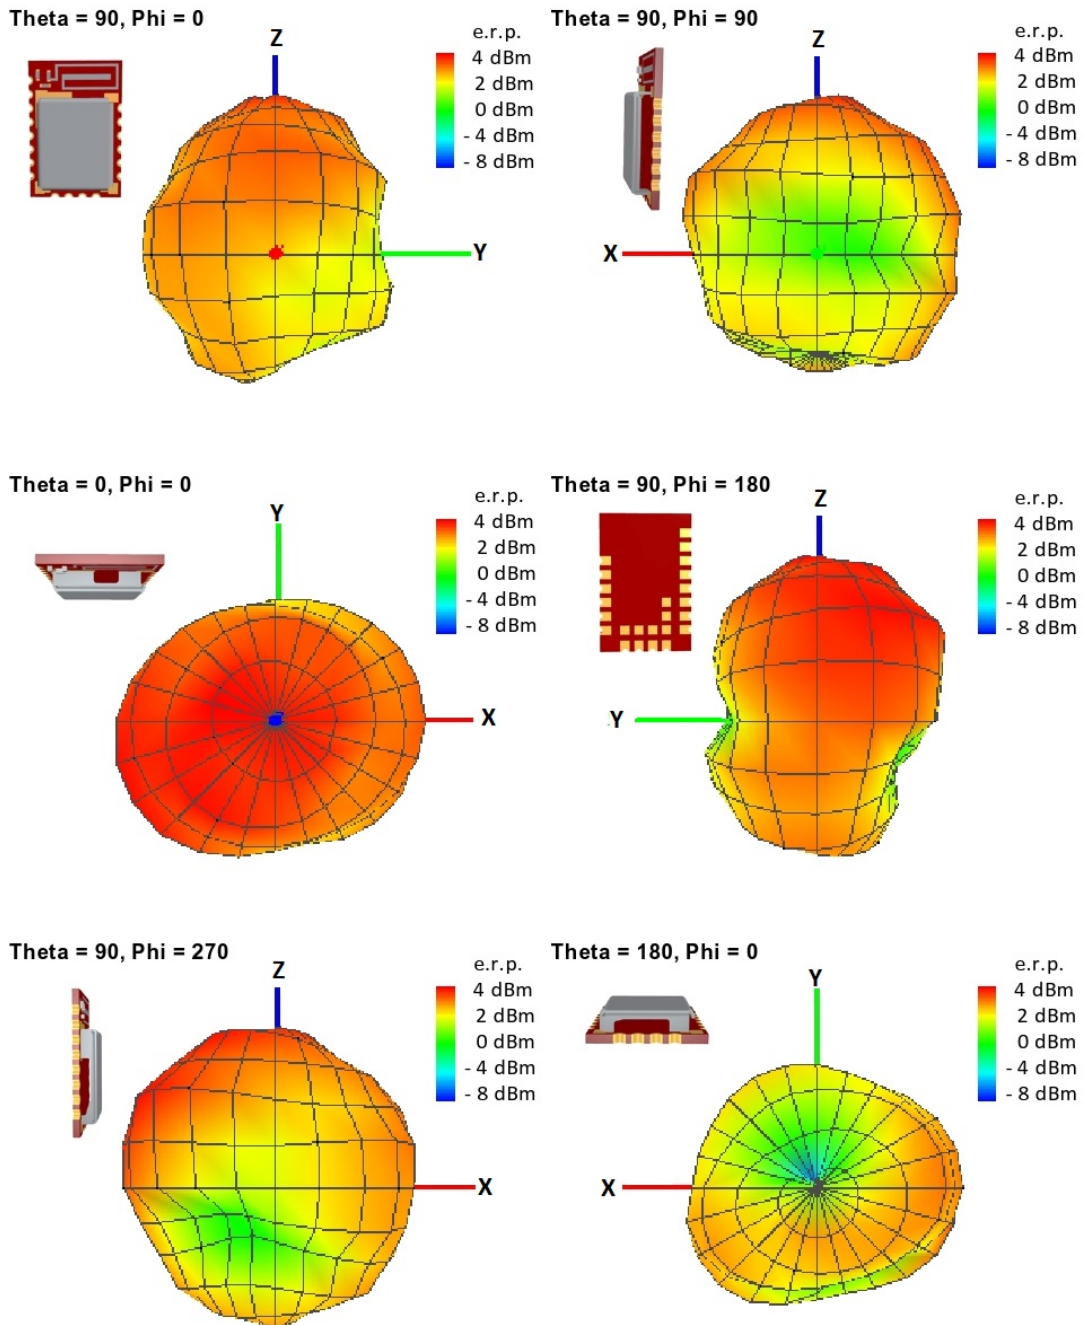 Theta = 90, Phi = 0
Z
e.r.p.
4 dBm
2 dBm
0 dBm
- 4 dBm
- 8 dBm
Y
Theta = 90, Phi = 90
Z
e.r.p.
4 dBm
2 dBm
0 dBm
- 4 dBm
- 8 dBm
X
Theta = 0, Phi = 0
Y
e.r.p.
4 dBm
2 dBm
0 dBm
- 4 dBm
- 8 dBm
X
Theta = 90, Phi = 180
Z
e.r.p.
4 dBm
2 dBm
0 dBm
- 4 dBm
- 8 dBm
Y
Theta = 90, Phi = 270
Z
e.r.p.
4 dBm
2 dBm
0 dBm
- 4 dBm
- 8 dBm
X
Theta = 180, Phi = 0
Y
e.r.p.
4 dBm
2 dBm
0 dBm
- 4 dBm
- 8 dBm
X